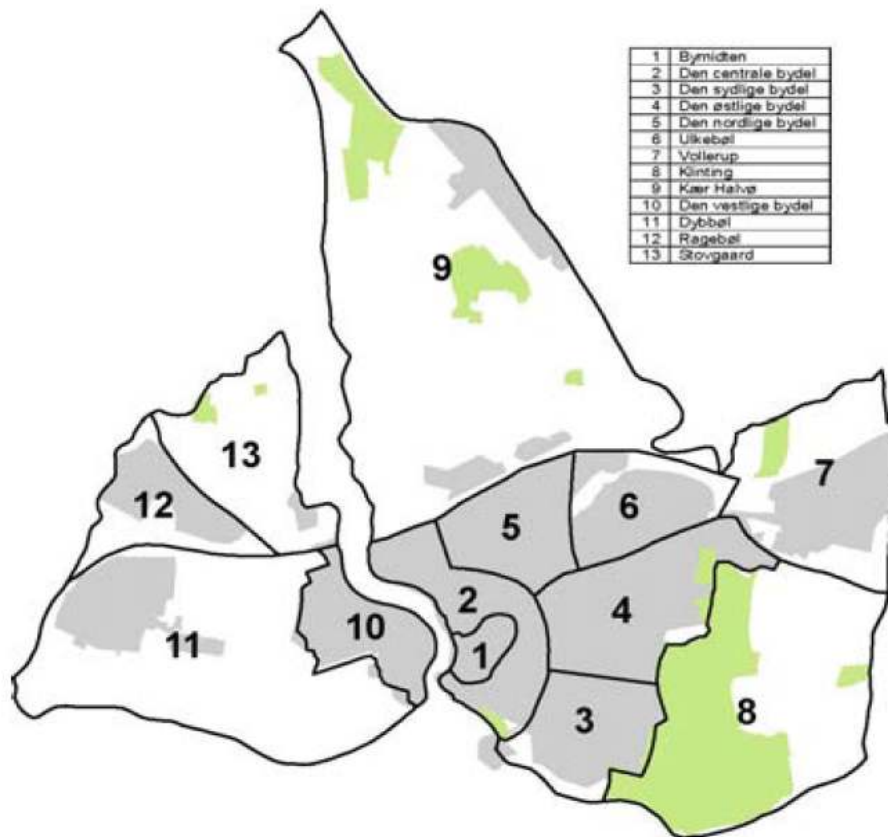 1 Bymidten
2 Den centrale bydel
3 Den sydlige bydel
4 Den østlige bydel
5 Den nordlige bydel
6 Ulkebøl
7 Vollerup
8 Klinting
9 Kær Halvø
10 Den vestlige bydel
11 Dybbøl
12 Ragebøl
13 Stovgaard
9
13
7
12
6
5
2
4
10
11
1
3
8